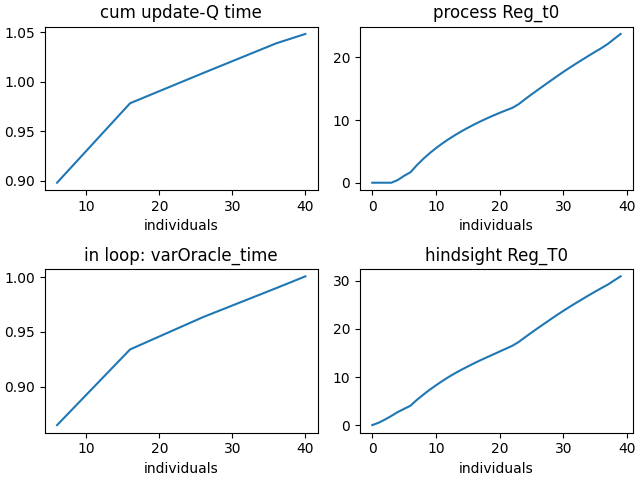 cum update-Q time
1.05
1.00
0.95
0.90
10 20 30 40
individuals
process Reg_t0
20
10
0
0 10 20 30 40
individuals
in loop: varOracle_time
1.00
0.95
0.90
10 20 30 40
individuals
hindsight Reg_T0
30
20
10
0
0 10 20 30 40
individuals